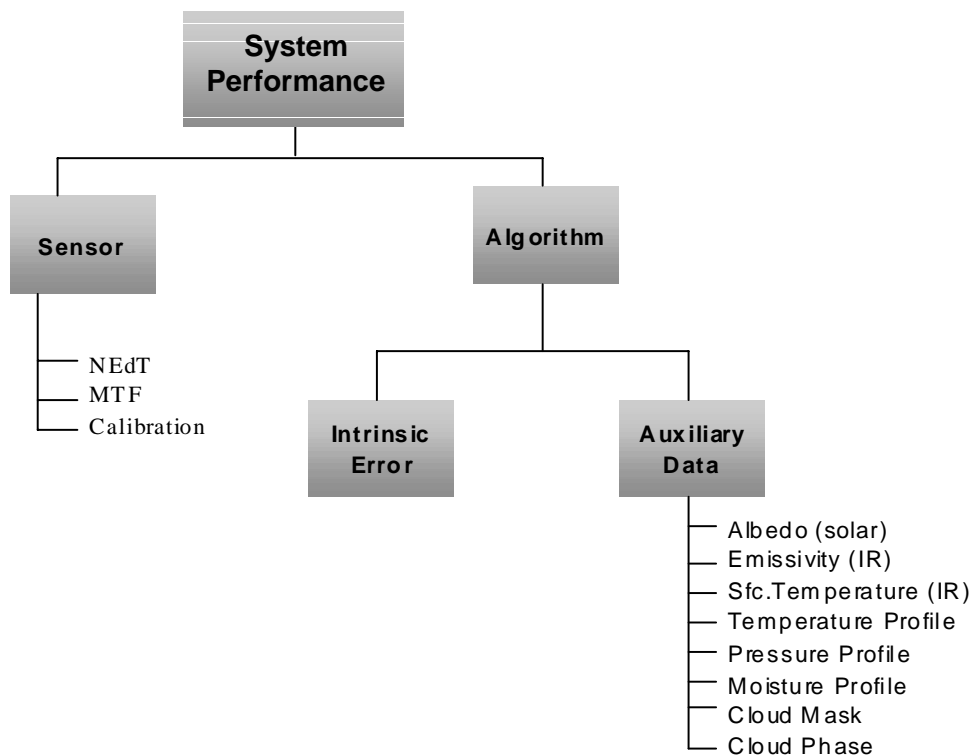 System
Performance
Sensor
Algorithm
NEdT
MTF
Calibration
Intrinsic
Error
Auxiliary
Data
Albedo (solar)
Emissivity (IR)
Sfc.Temperature (IR)
Temperature Profile
Pressure Profile
Moisture Profile
Cloud Mask
Cloud Phase